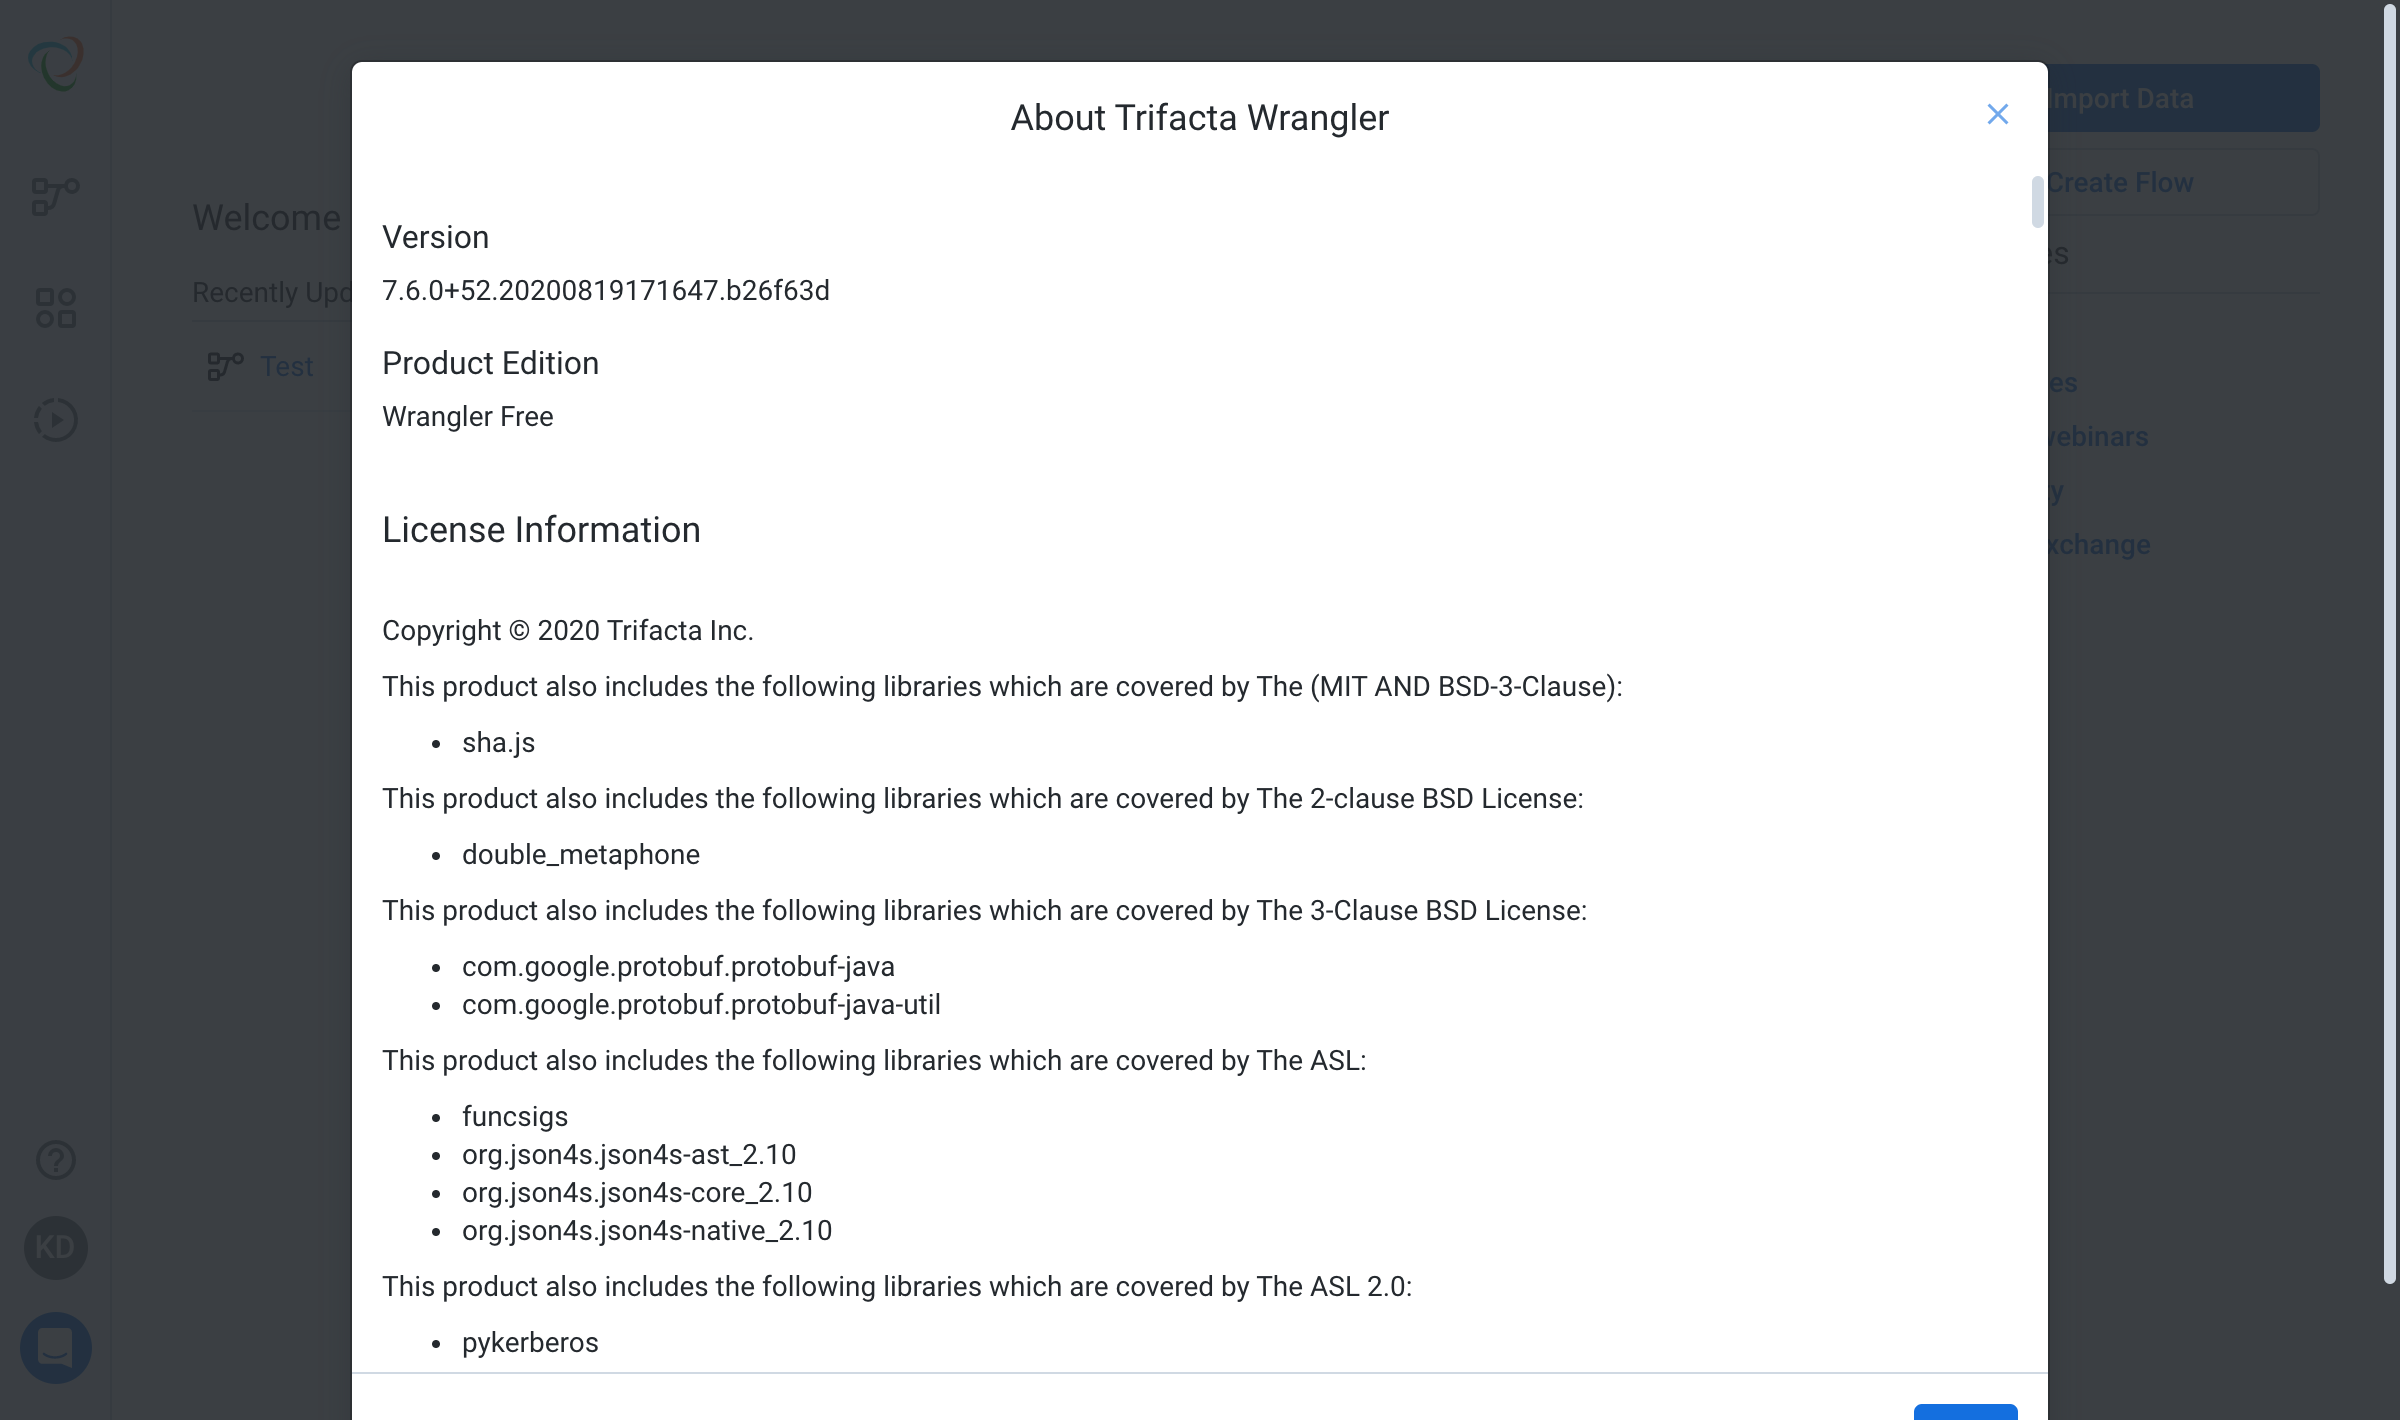 About Trifacta Wrangler
Import Data
Create Flow
Welcome
Recently Upd
Test
es
es
webinars
ty
xchange
Version
7.6.0+52.20200819171647.b26f63d
Product Edition
Wrangler Free
License Information
Copyright © 2020 Trifacta Inc.
This product also includes the following libraries which are covered by The (MIT AND BSD-3-Clause):
• sha.js
This product also includes the following libraries which are covered by The 2-clause BSD License:
• double_metaphone
This product also includes the following libraries which are covered by The 3-Clause BSD License:
• com.google.protobuf.protobuf-java
• com.google.protobuf.protobuf-java-util
This product also includes the following libraries which are covered by The ASL:
• funcsigs
• org.json4s.json4s-ast_2.10
• org.json4s.json4s-core_2.10
• org.json4s.json4s-native_2.10
This product also includes the following libraries which are covered by The ASL 2.0:
• pykerberos
KD